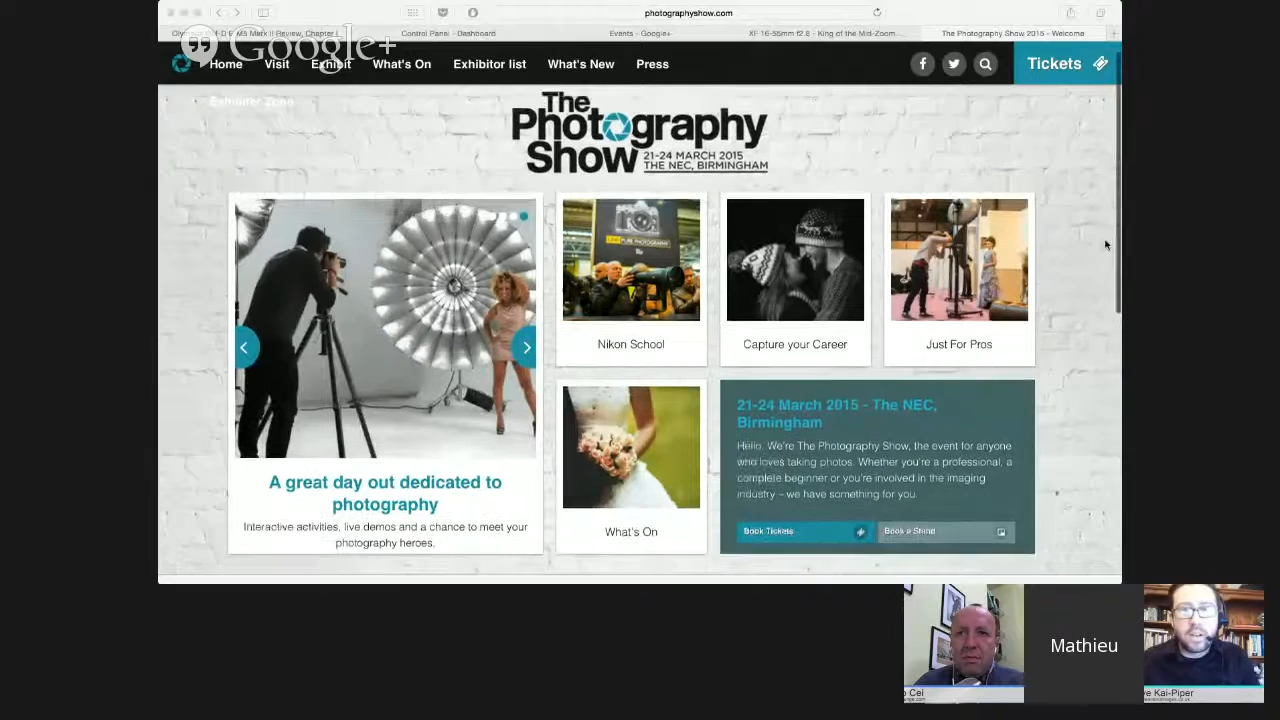 photographyshow.com
Control Panel - Dashboard
Events - Google+
XF 16-55mm f2.8 - King of the Mid-Zoom...
The Photography Show 2015 - Welcome
Google+
Home
Visit
Exhibit
What's On
Exhibitor list
What's New
Press
Tickets
Exhibitor Zone
The
Photography
Show
21-24 MARCH 2015
THE NEC, BIRMINGHAM
Nikon School
Capture your Career
Just For Pros
A great day out dedicated to
photography
Interactive activities, live demos and a chance to meet your
photography heroes.
What's On
21-24 March 2015 - The NEC,
Birmingham
Hello. We're The Photography Show, the event for anyone
who loves taking photos. Whether you're a professional, a
complete beginner or you're involved in the imaging
industry – we have something for you.
Book Tickets
Book a Stand
Cei
Mathieu
Kai-Piper